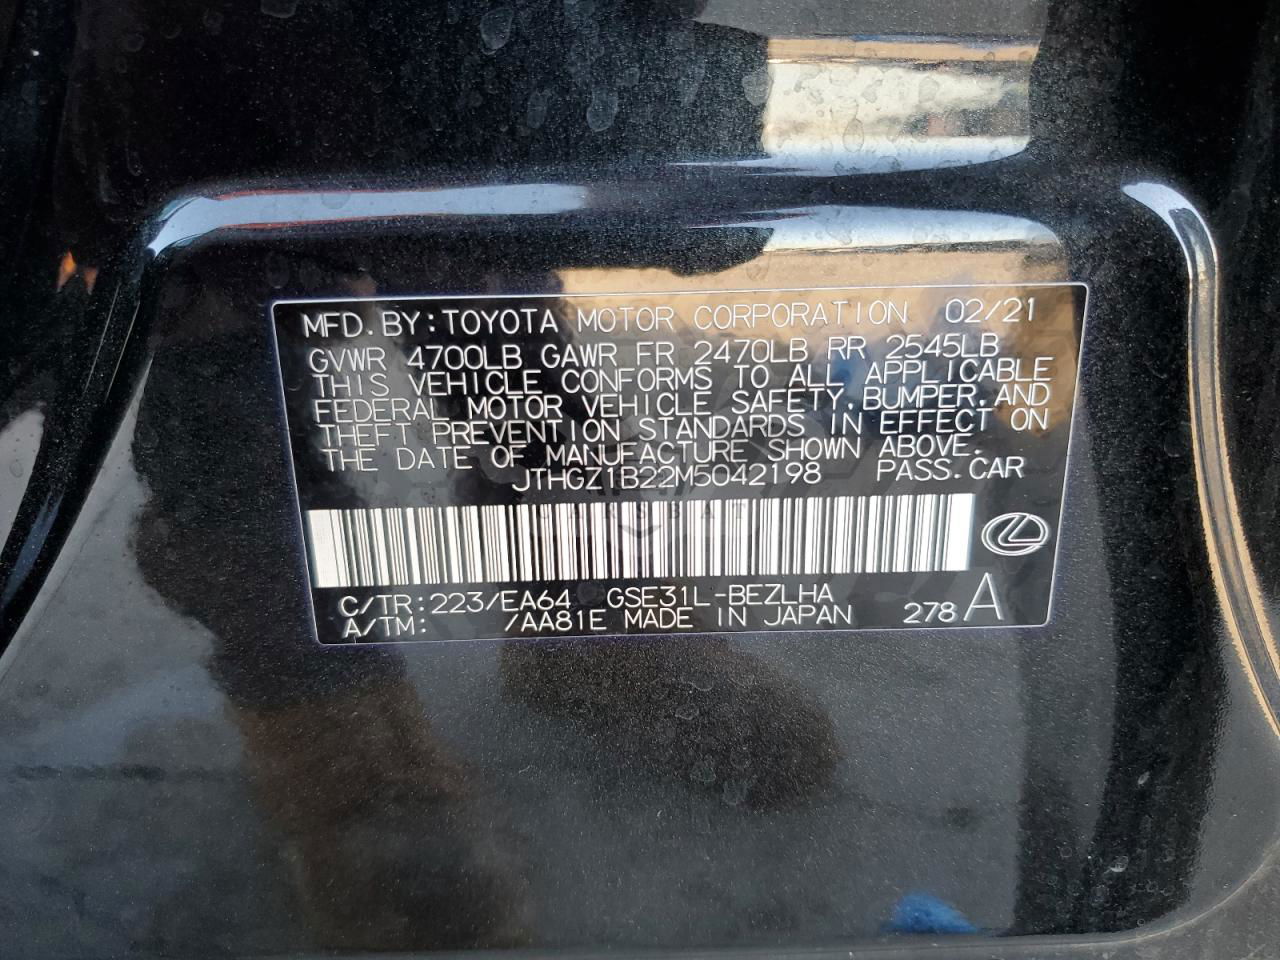 MFD.BY:TOYOTA MOTOR CORPORATION 02/21
GVWR 4700LB GAWR FR 2470LB RR 2545LB
THIS VEHICLE CONFORMS TO ALL APPLICABLE
FEDERAL MOTOR VEHICLE SAFETY,BUMPER,AND
THEFT PREVENTION STANDARDS IN EFFECT ON
THE DATE OF MANUFACTURE SHOWN ABOVE.
JTHGZ1B22M5042198 PASS.CAR
CARSBAT
C/TR:223/EA64 GSE31L-BEZLHA
A/TM: /AA81E MADE IN JAPAN 278 A